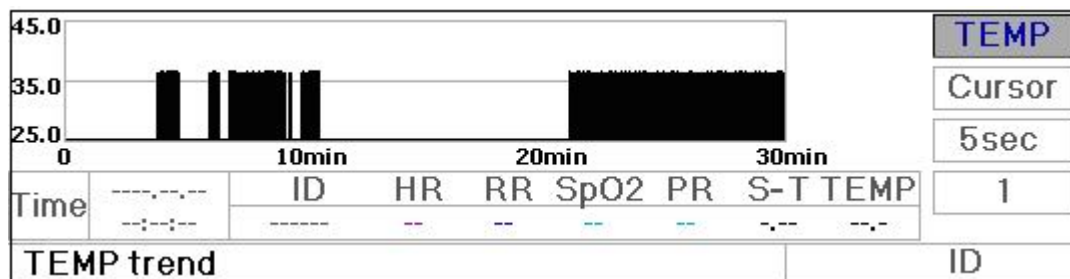 45.0
TEMP
35.0
Cursor
25.0
5sec
0 10min 20min 30min
Time ----.--.-- ID HR RR SpO2 PR S-T TEMP 1
--:--:-- ------ -- -- -- -- -.-- --.-
TEMP trend ID